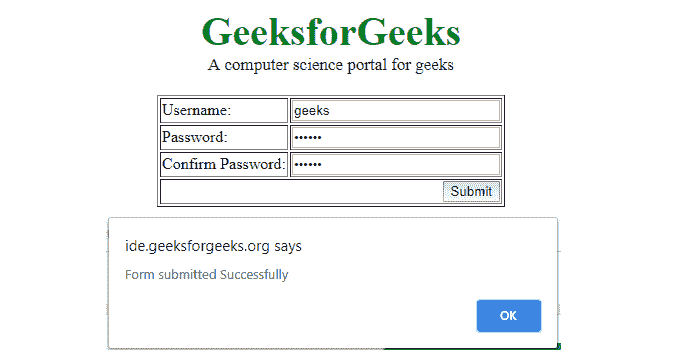 GeeksforGeeks
A computer science portal for geeks
Username: geeks
Password: ••••••
Confirm Password: ••••••
Submit
ide.geeksforgeeks.org says
Form submitted Successfully
OK